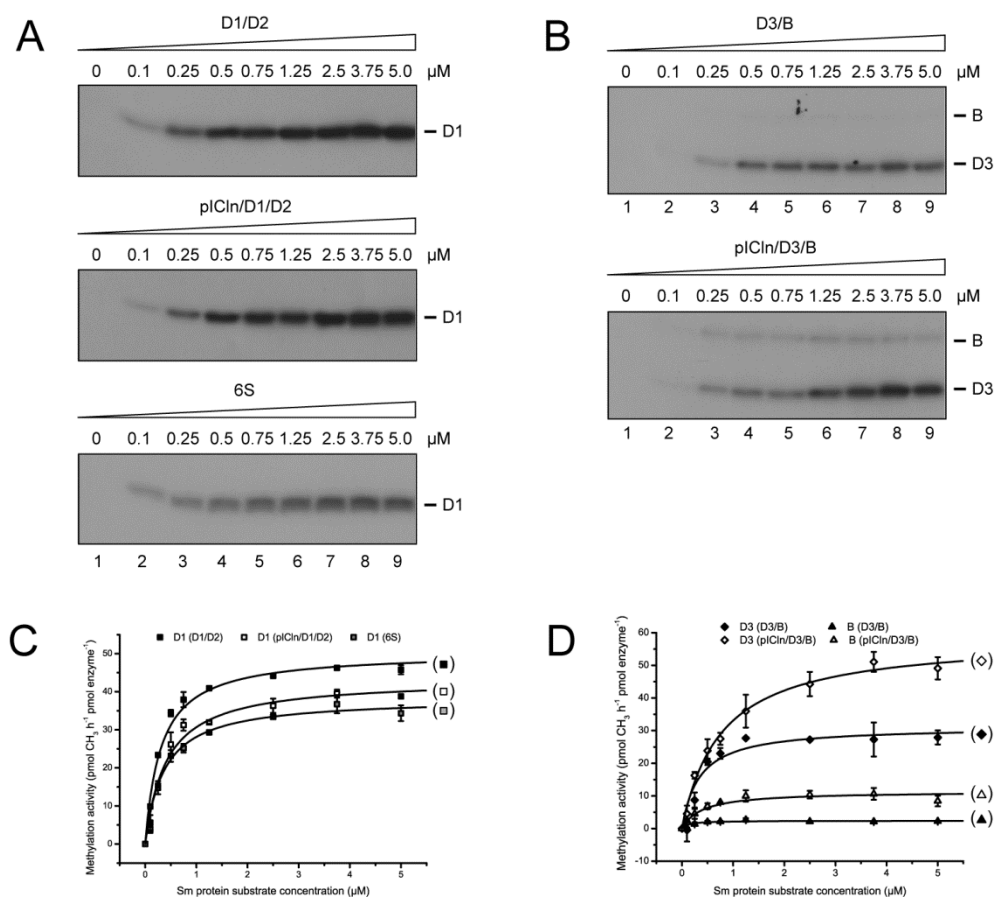 A
D1/D2
0 0.1 0.25 0.5 0.75 1.25 2.5 3.75 5.0 µM
D1
pICln/D1/D2
0 0.1 0.25 0.5 0.75 1.25 2.5 3.75 5.0 µM
D1
6S
0 0.1 0.25 0.5 0.75 1.25 2.5 3.75 5.0 µM
D1
1 2 3 4 5 6 7 8 9
B
D3/B
0 0.1 0.25 0.5 0.75 1.25 2.5 3.75 5.0 µM
B
D3
1 2 3 4 5 6 7 8 9
pICln/D3/B
0 0.1 0.25 0.5 0.75 1.25 2.5 3.75 5.0 µM
B
D3
1 2 3 4 5 6 7 8 9
C
D1 (D1/D2) D1 (pICln/D1/D2) D1 (6S)
Methylation activity (pmol CH₃ h⁻¹ pmol enzyme⁻¹)
50
40
30
20
10
0
0 1 2 3 4 5
Sm protein substrate concentration (µM)
D
D3 (D3/B) B (D3/B)
D3 (pICln/D3/B) B (pICln/D3/B)
Methylation activity (pmol CH₃ h⁻¹ pmol enzyme⁻¹)
60
50
40
30
20
10
0
0 1 2 3 4 5
Sm protein substrate concentration (µM)